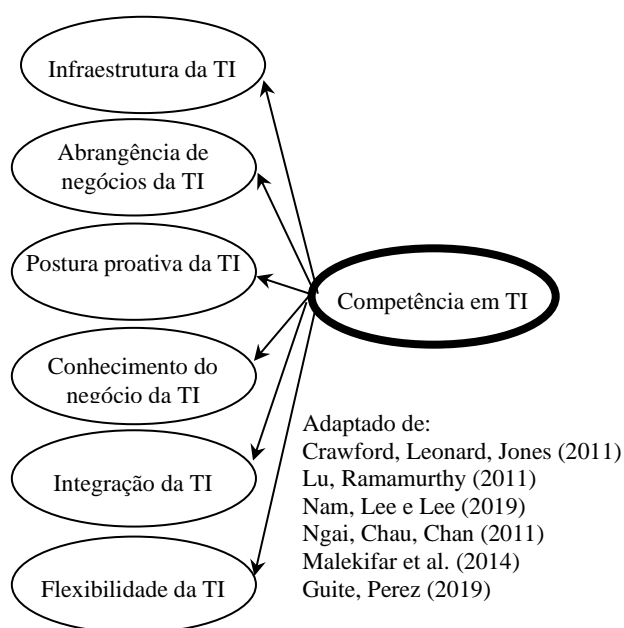 Infraestrutura da TI
Abrangência de
negócios da TI
Postura proativa da TI
Conhecimento do
negócio da TI
Integração da TI
Flexibilidade da TI
Competência em TI
Adaptado de:
Crawford, Leonard, Jones (2011)
Lu, Ramamurthy (2011)
Nam, Lee e Lee (2019)
Ngai, Chau, Chan (2011)
Malekifar et al. (2014)
Guite, Perez (2019)